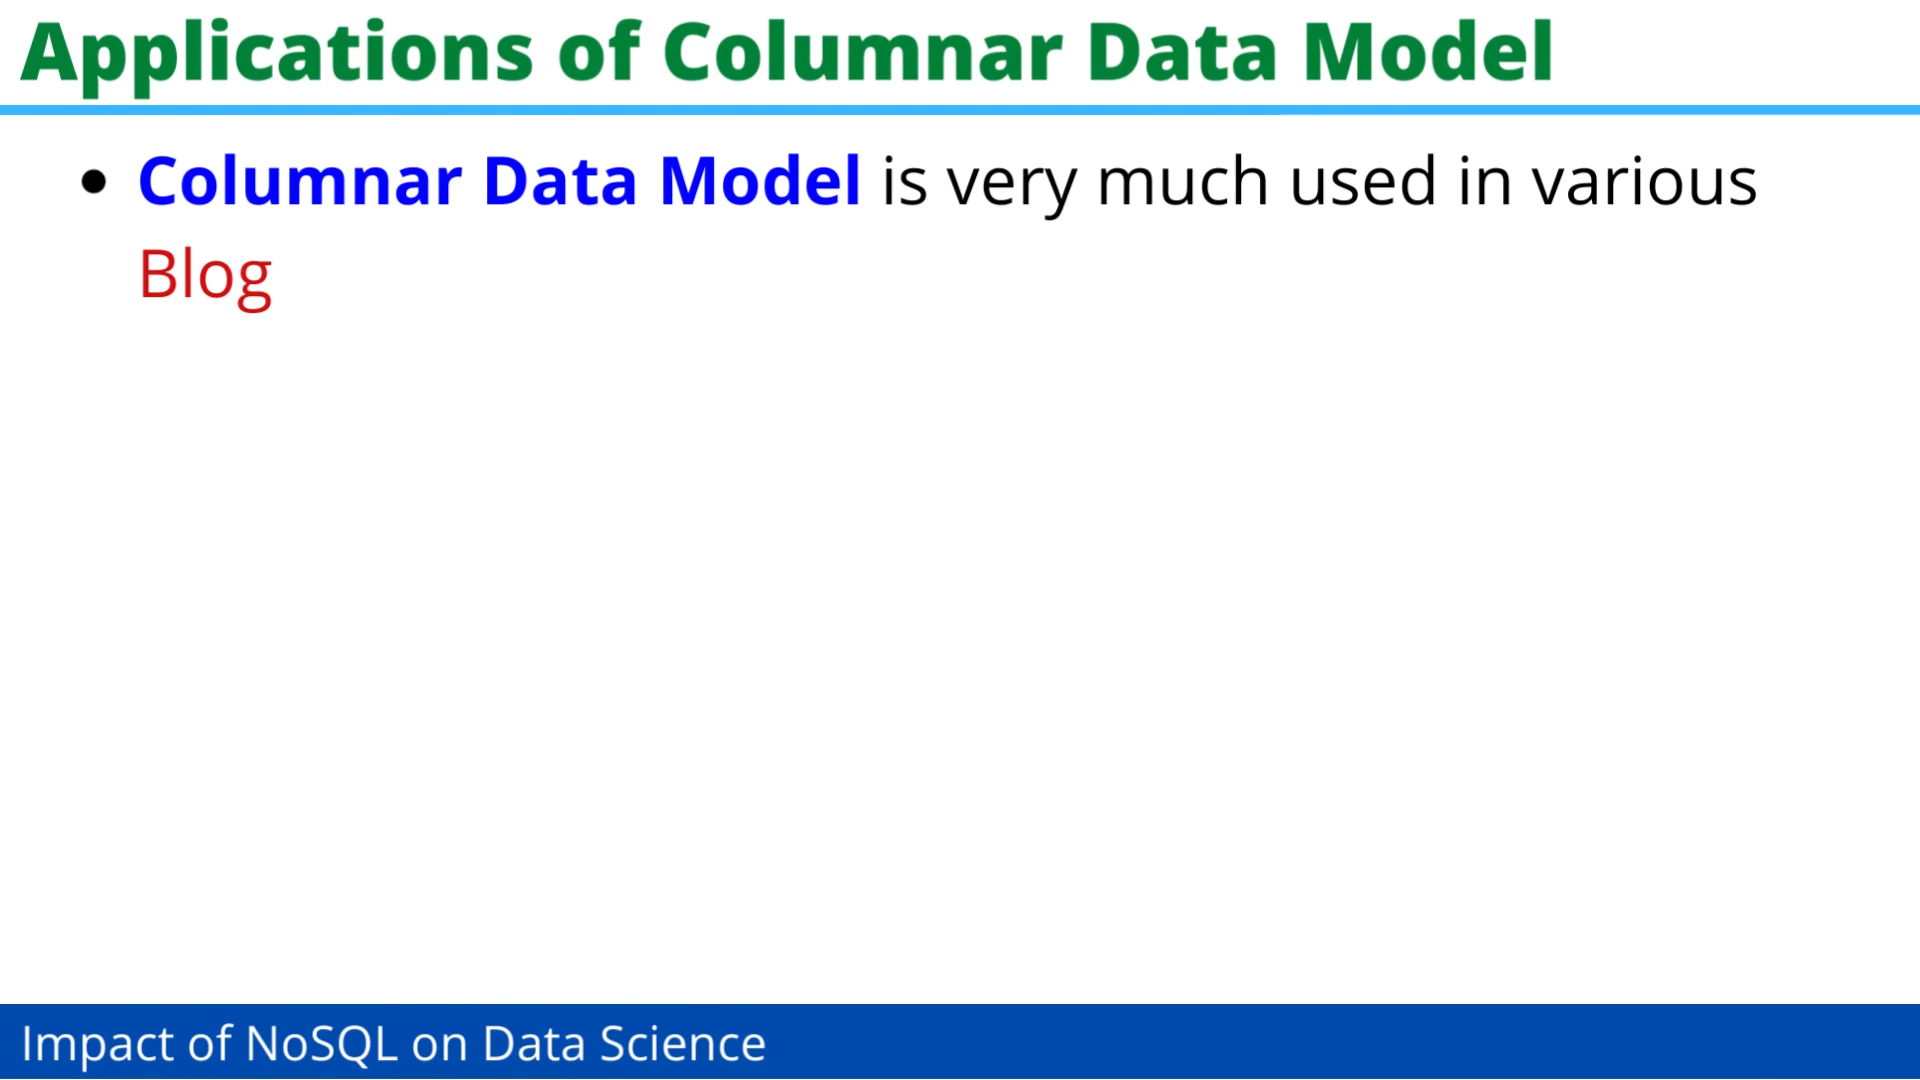 Applications of Columnar Data Model
• Columnar Data Model is very much used in various
Blog
Impact of NoSQL on Data Science